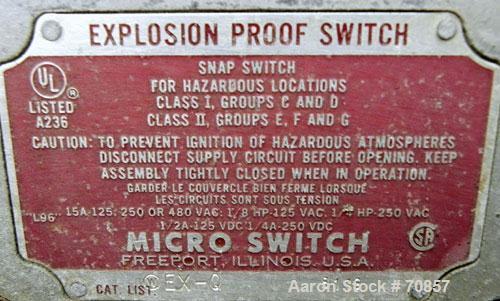 EXPLOSION PROOF SWITCH
UL
®
LISTED
A236
SNAP SWITCH
FOR HAZARDOUS LOCATIONS
CLASS I, GROUPS C AND D
CLASS II, GROUPS E, F AND G
CAUTION: TO PREVENT IGNITION OF HAZARDOUS ATMOSPHERES
DISCONNECT SUPPLY CIRCUIT BEFORE OPENING. KEEP
ASSEMBLY TIGHTLY CLOSED WHEN IN OPERATION.
GARDER LE COUVERCLE BIEN FERME LORSQUE
LES CIRCUITS SONT SOUS TENSION
L96 15A-125, 250 OR 480 VAC: 1/8 HP-125 VAC, HP-250 VAC
1/2A-125 VDC 1/4A-250 VDC
MICRO SWITCH
FREEPORT, ILLINOIS, U.S.A.
SA
CAT. LIST EX-Q
Aaron Stock # 70857